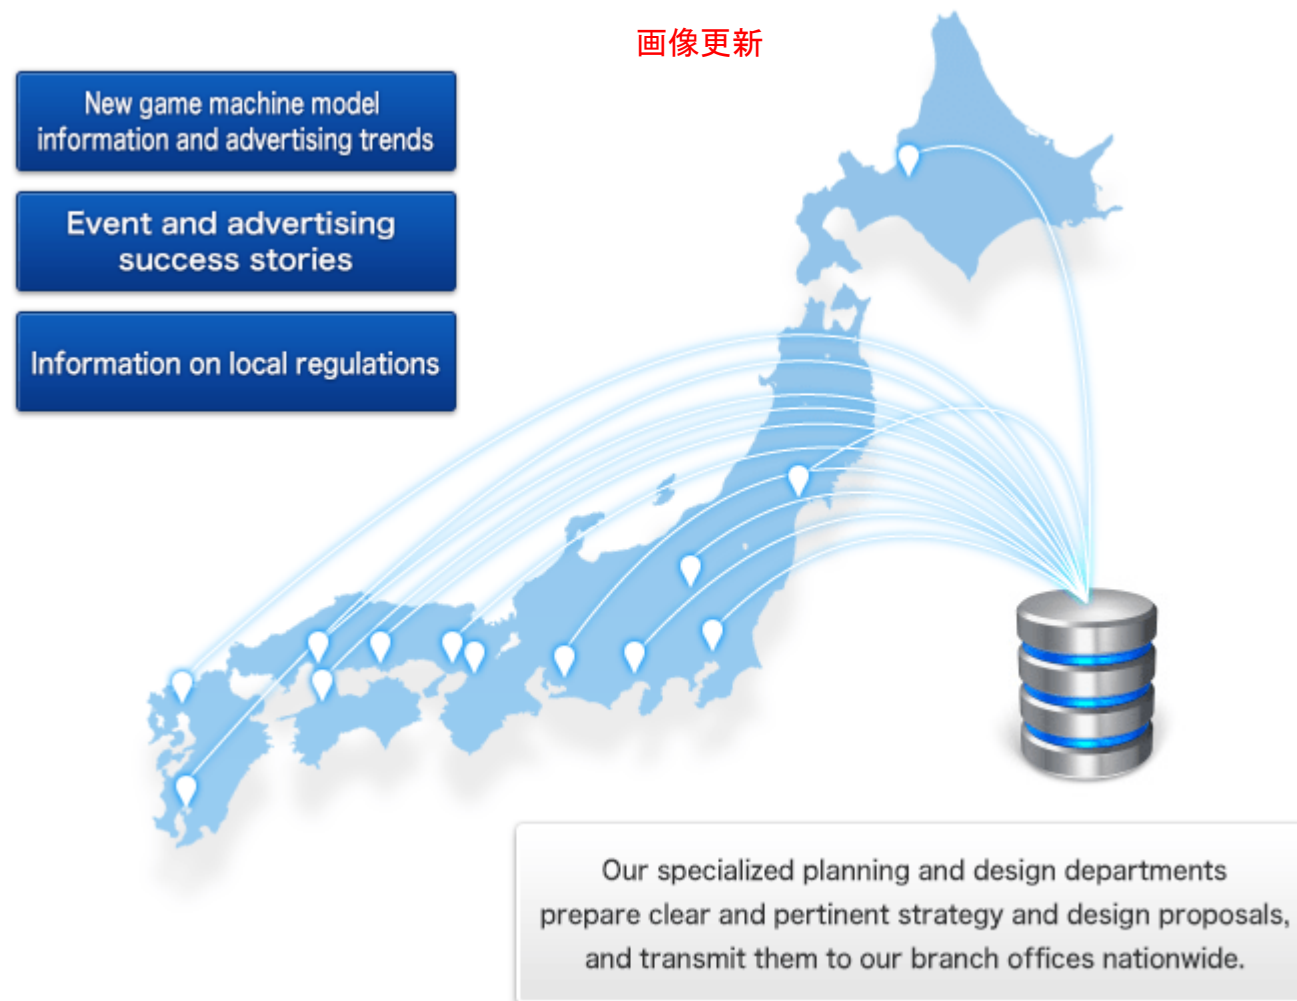 画像更新
New game machine model
information and advertising trends
Event and advertising
success stories
Information on local regulations
Our specialized planning and design departments
prepare clear and pertinent strategy and design proposals,
and transmit them to our branch offices nationwide.